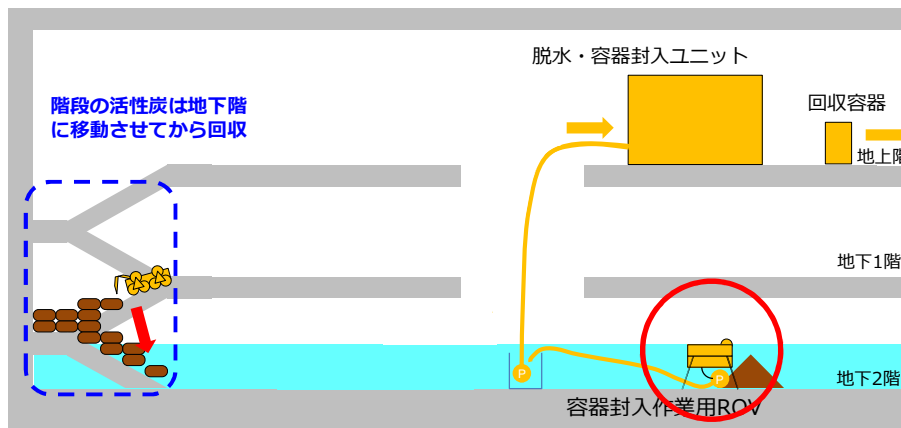 脱水・容器封入ユニット
階段の活性炭は地下階
に移動させてから回収
回収容器
地上階
地下1階
P
P
地下2階
容器封入作業用ROV